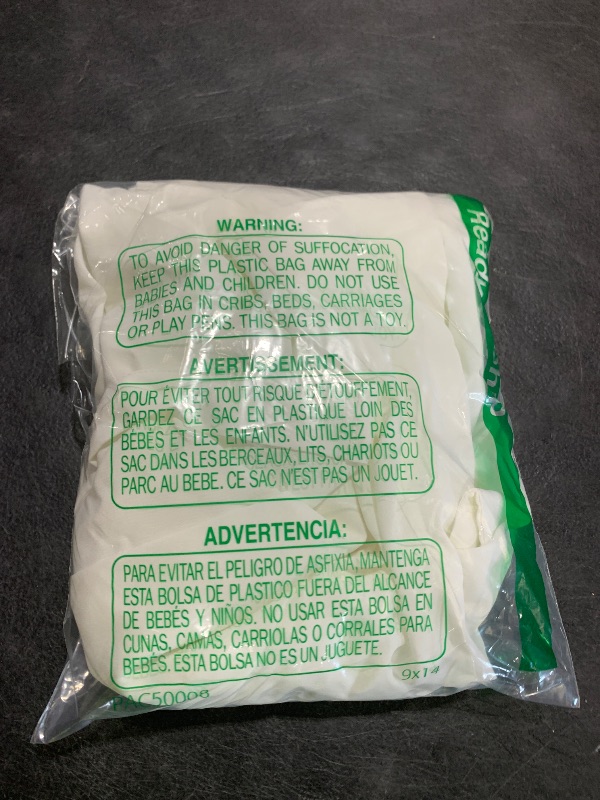 WARNING:
TO AVOID DANGER OF SUFFOCATION,
KEEP THIS PLASTIC BAG AWAY FROM
BABIES AND CHILDREN. DO NOT USE
THIS BAG IN CRIBS, BEDS, CARRIAGES
OR PLAY PENS. THIS BAG IS NOT A TOY.
AVERTISSEMENT:
POUR ÉVITER TOUT RISQUE D'ÉTOUFFEMENT,
GARDEZ CE SAC EN PLASTIQUE LOIN DES
BÉBÉS ET LES ENFANTS. N'UTILISEZ PAS CE
SAC DANS LES BERCEAUX, LITS, CHARIOTS OU
PARC AU BEBE. CE SAC N'EST PAS UN JOUET.
ADVERTENCIA:
PARA EVITAR EL PELIGRO DE ASFIXIA, MANTENGA
ESTA BOLSA DE PLASTICO FUERA DEL ALCANCE
DE BEBÉS Y NIÑOS. NO USAR ESTA BOLSA EN
CUNAS, CAMAS, CARRIOLAS O CORRALES PARA
BEBÉS. ESTA BOLSA NO ES UN JUGUETE.
9x14
PAC50008